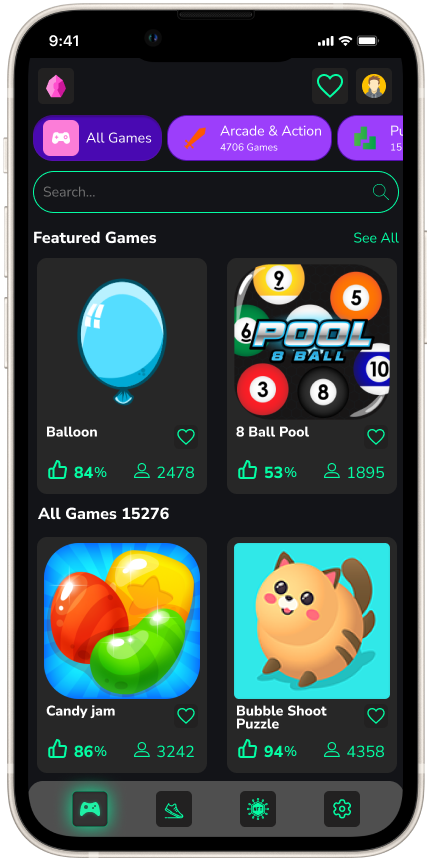 9:41
All Games
Arcade & Action
4706 Games
Pu
15
Search...
Featured Games
See All
9
5
6
POOL
8 BALL
10
3
8
Balloon
8 Ball Pool
84%
2478
53%
1895
All Games 15276
Candy jam
Bubble Shoot
Puzzle
86%
3242
94%
4358